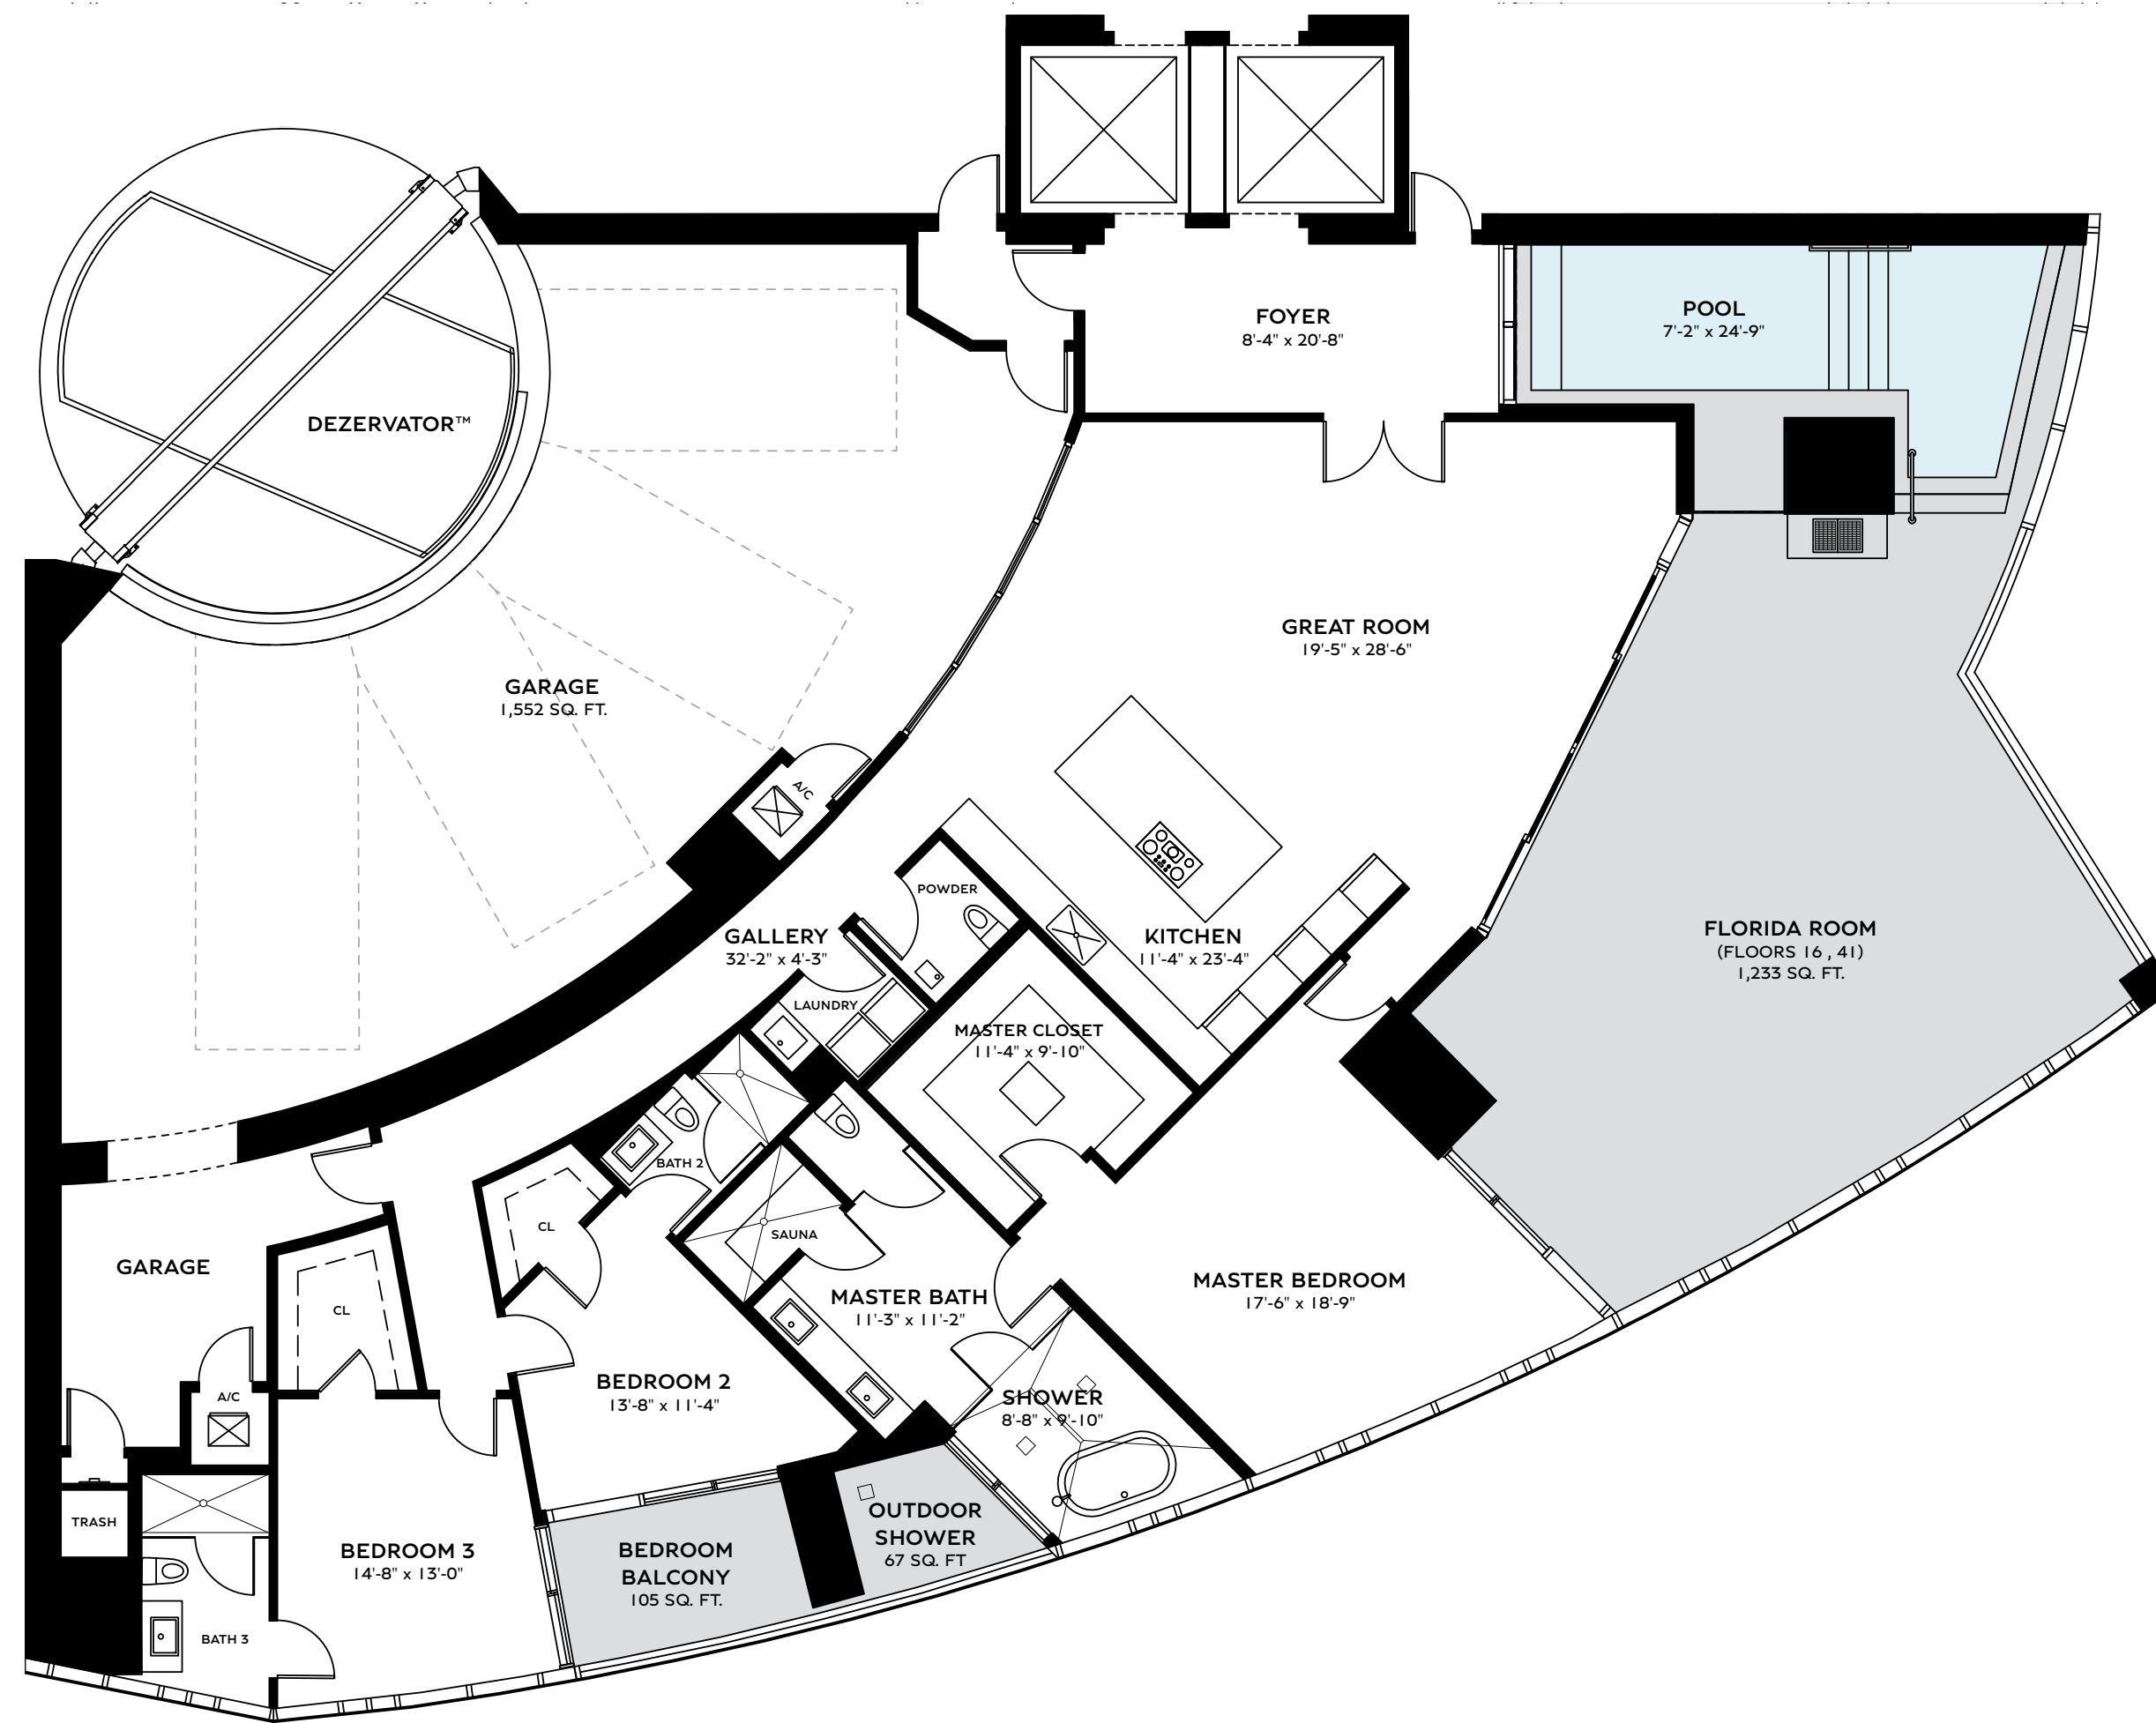 FOYER
8'-4" x 20'-8"
POOL
7'-2" x 24'-9"
DEZERVATOR™
GREAT ROOM
19'-5" x 28'-6"
GARAGE
1,552 SQ. FT.
A/C
POWDER
GALLERY
32'-2" x 4'-3"
KITCHEN
11'-4" x 23'-4"
FLORIDA ROOM
(FLOORS 16 , 41)
1,233 SQ. FT.
LAUNDRY
MASTER CLOSET
11'-4" x 9'-10"
BATH 2
CL
SAUNA
GARAGE
CL
MASTER BATH
11'-3" x 11'-2"
MASTER BEDROOM
17'-6" x 18'-9"
A/C
BEDROOM 2
13'-8" x 11'-4"
SHOWER
8'-8" x 9'-10"
TRASH
BEDROOM 3
14'-8" x 13'-0"
BEDROOM
BALCONY
105 SQ. FT.
OUTDOOR
SHOWER
67 SQ. FT
BATH 3